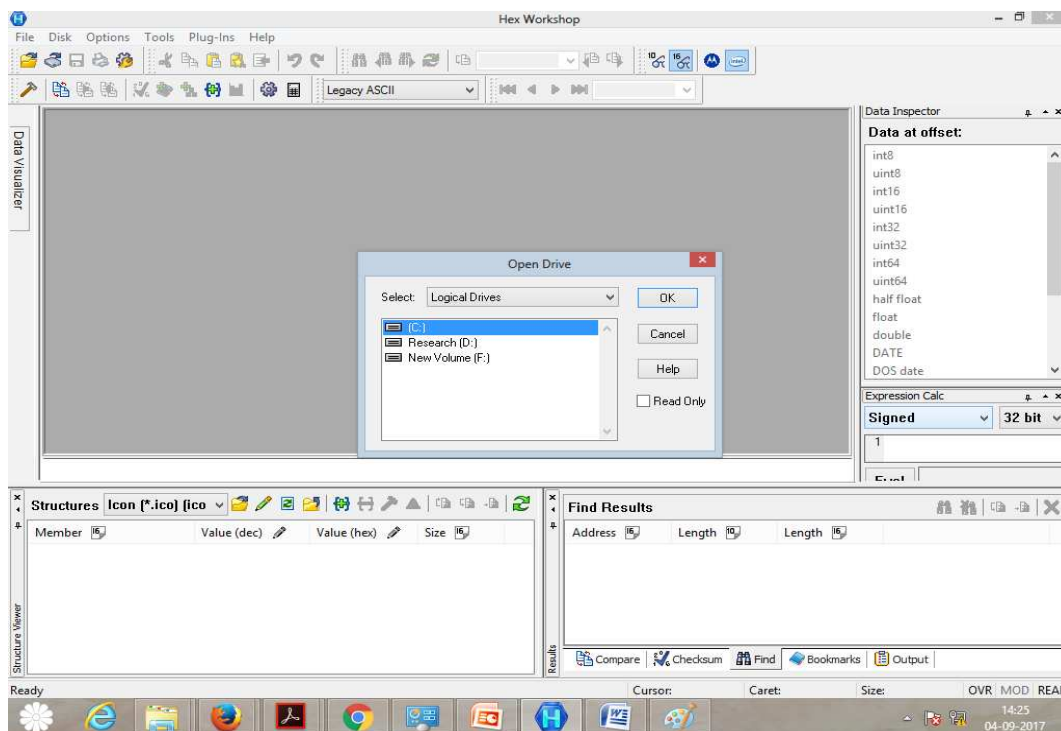 Hex Workshop
File Disk Options Tools Plug-Ins Help
Legacy ASCII
Data Visualizer
Data Inspector
Data at offset:
int8
uint8
int16
uint16
int32
uint32
int64
uint64
half float
float
double
DATE
DOS date
Open Drive
Select: Logical Drives
OK
(C:)
Research (D:)
New Volume (F:)
Cancel
Help
Read Only
Expression Calc
Signed 32 bit
1
Structures Icon (*.ico) (ico
Member Value (dec) Value (hex) Size
Structure Viewer
Find Results
Address Length Length
Results
Compare Checksum Find Bookmarks Output
Ready Cursor: Caret: Size: OVR MOD REA
14:25
04-09-2017